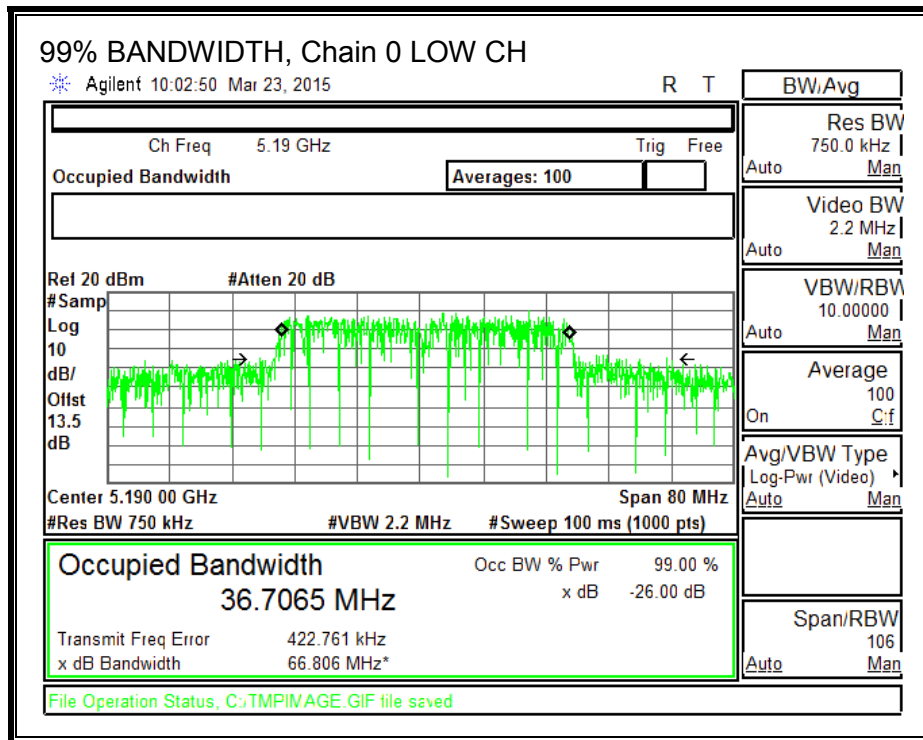 99% BANDWIDTH, Chain 0 LOW CH
Agilent 10:02:50 Mar 23, 2015 R T
Ch Freq 5.19 GHz Trig Free
Occupied Bandwidth Averages: 100
Ref 20 dBm #Atten 20 dB
#Samp
Log
10
dB/
Offst
13.5
dB
Center 5.190 00 GHz Span 80 MHz
#Res BW 750 kHz #VBW 2.2 MHz #Sweep 100 ms (1000 pts)
Occupied Bandwidth
36.7065 MHz
Occ BW % Pwr 99.00 %
x dB -26.00 dB
Transmit Freq Error 422.761 kHz
x dB Bandwidth 66.806 MHz*
File Operation Status, C:/TMPIMAGE.GIF file saved
BW/Avg
Res BW
750.0 kHz
Auto Man
Video BW
2.2 MHz
Auto Man
VBW/RBW
10.00000
Auto Man
Average
100
On Off
Avg/VBW Type
Log-Pwr (Video)
Auto Man
Span/RBW
106
Auto Man